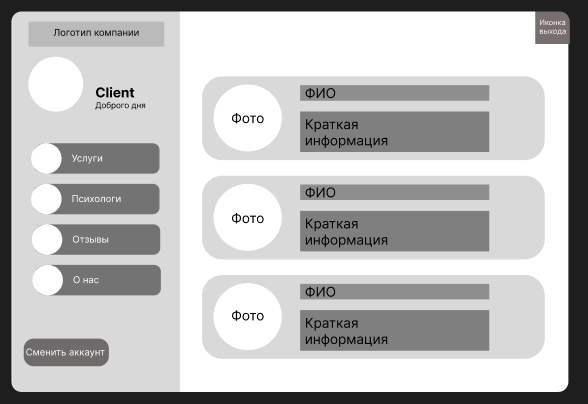 Логотип компании
Client
Доброго дня
Услуги
Психологи
Отзывы
О нас
Сменить аккаунт
Иконка
выхода
Фото
ФИО
Краткая
информация
Фото
ФИО
Краткая
информация
Фото
ФИО
Краткая
информация